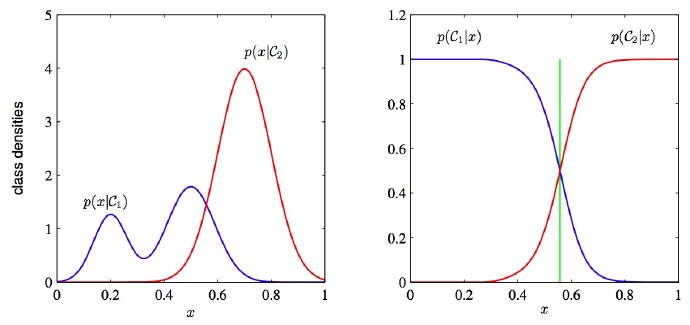 5
4
3
2
1
0
class densities
p(x|C₂)
p(x|C₁)
0 0.2 0.4 0.6 0.8 1
x
1.2
1
0.8
0.6
0.4
0.2
0
p(C₁|x) p(C₂|x)
0.0 0.2 0.4 0.6 0.8 1
x